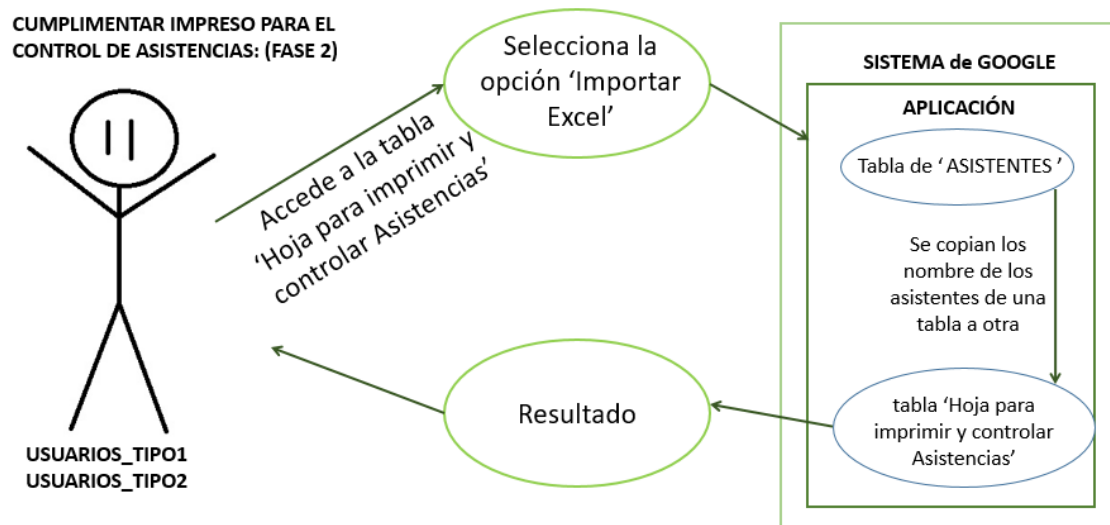 CUMPLIMENTAR IMPRESO PARA EL
CONTROL DE ASISTENCIAS: (FASE 2)
Accede a la tabla
‘Hoja para imprimir y
controlar Asistencias’
Selecciona la
opción ‘Importar
Excel’
SISTEMA de GOOGLE
APLICACIÓN
Tabla de ‘ ASISTENTES ’
Se copian los
nombre de los
asistentes de una
tabla a otra
tabla ‘Hoja para
imprimir y controlar
Asistencias’
Resultado
USUARIOS_TIPO1
USUARIOS_TIPO2